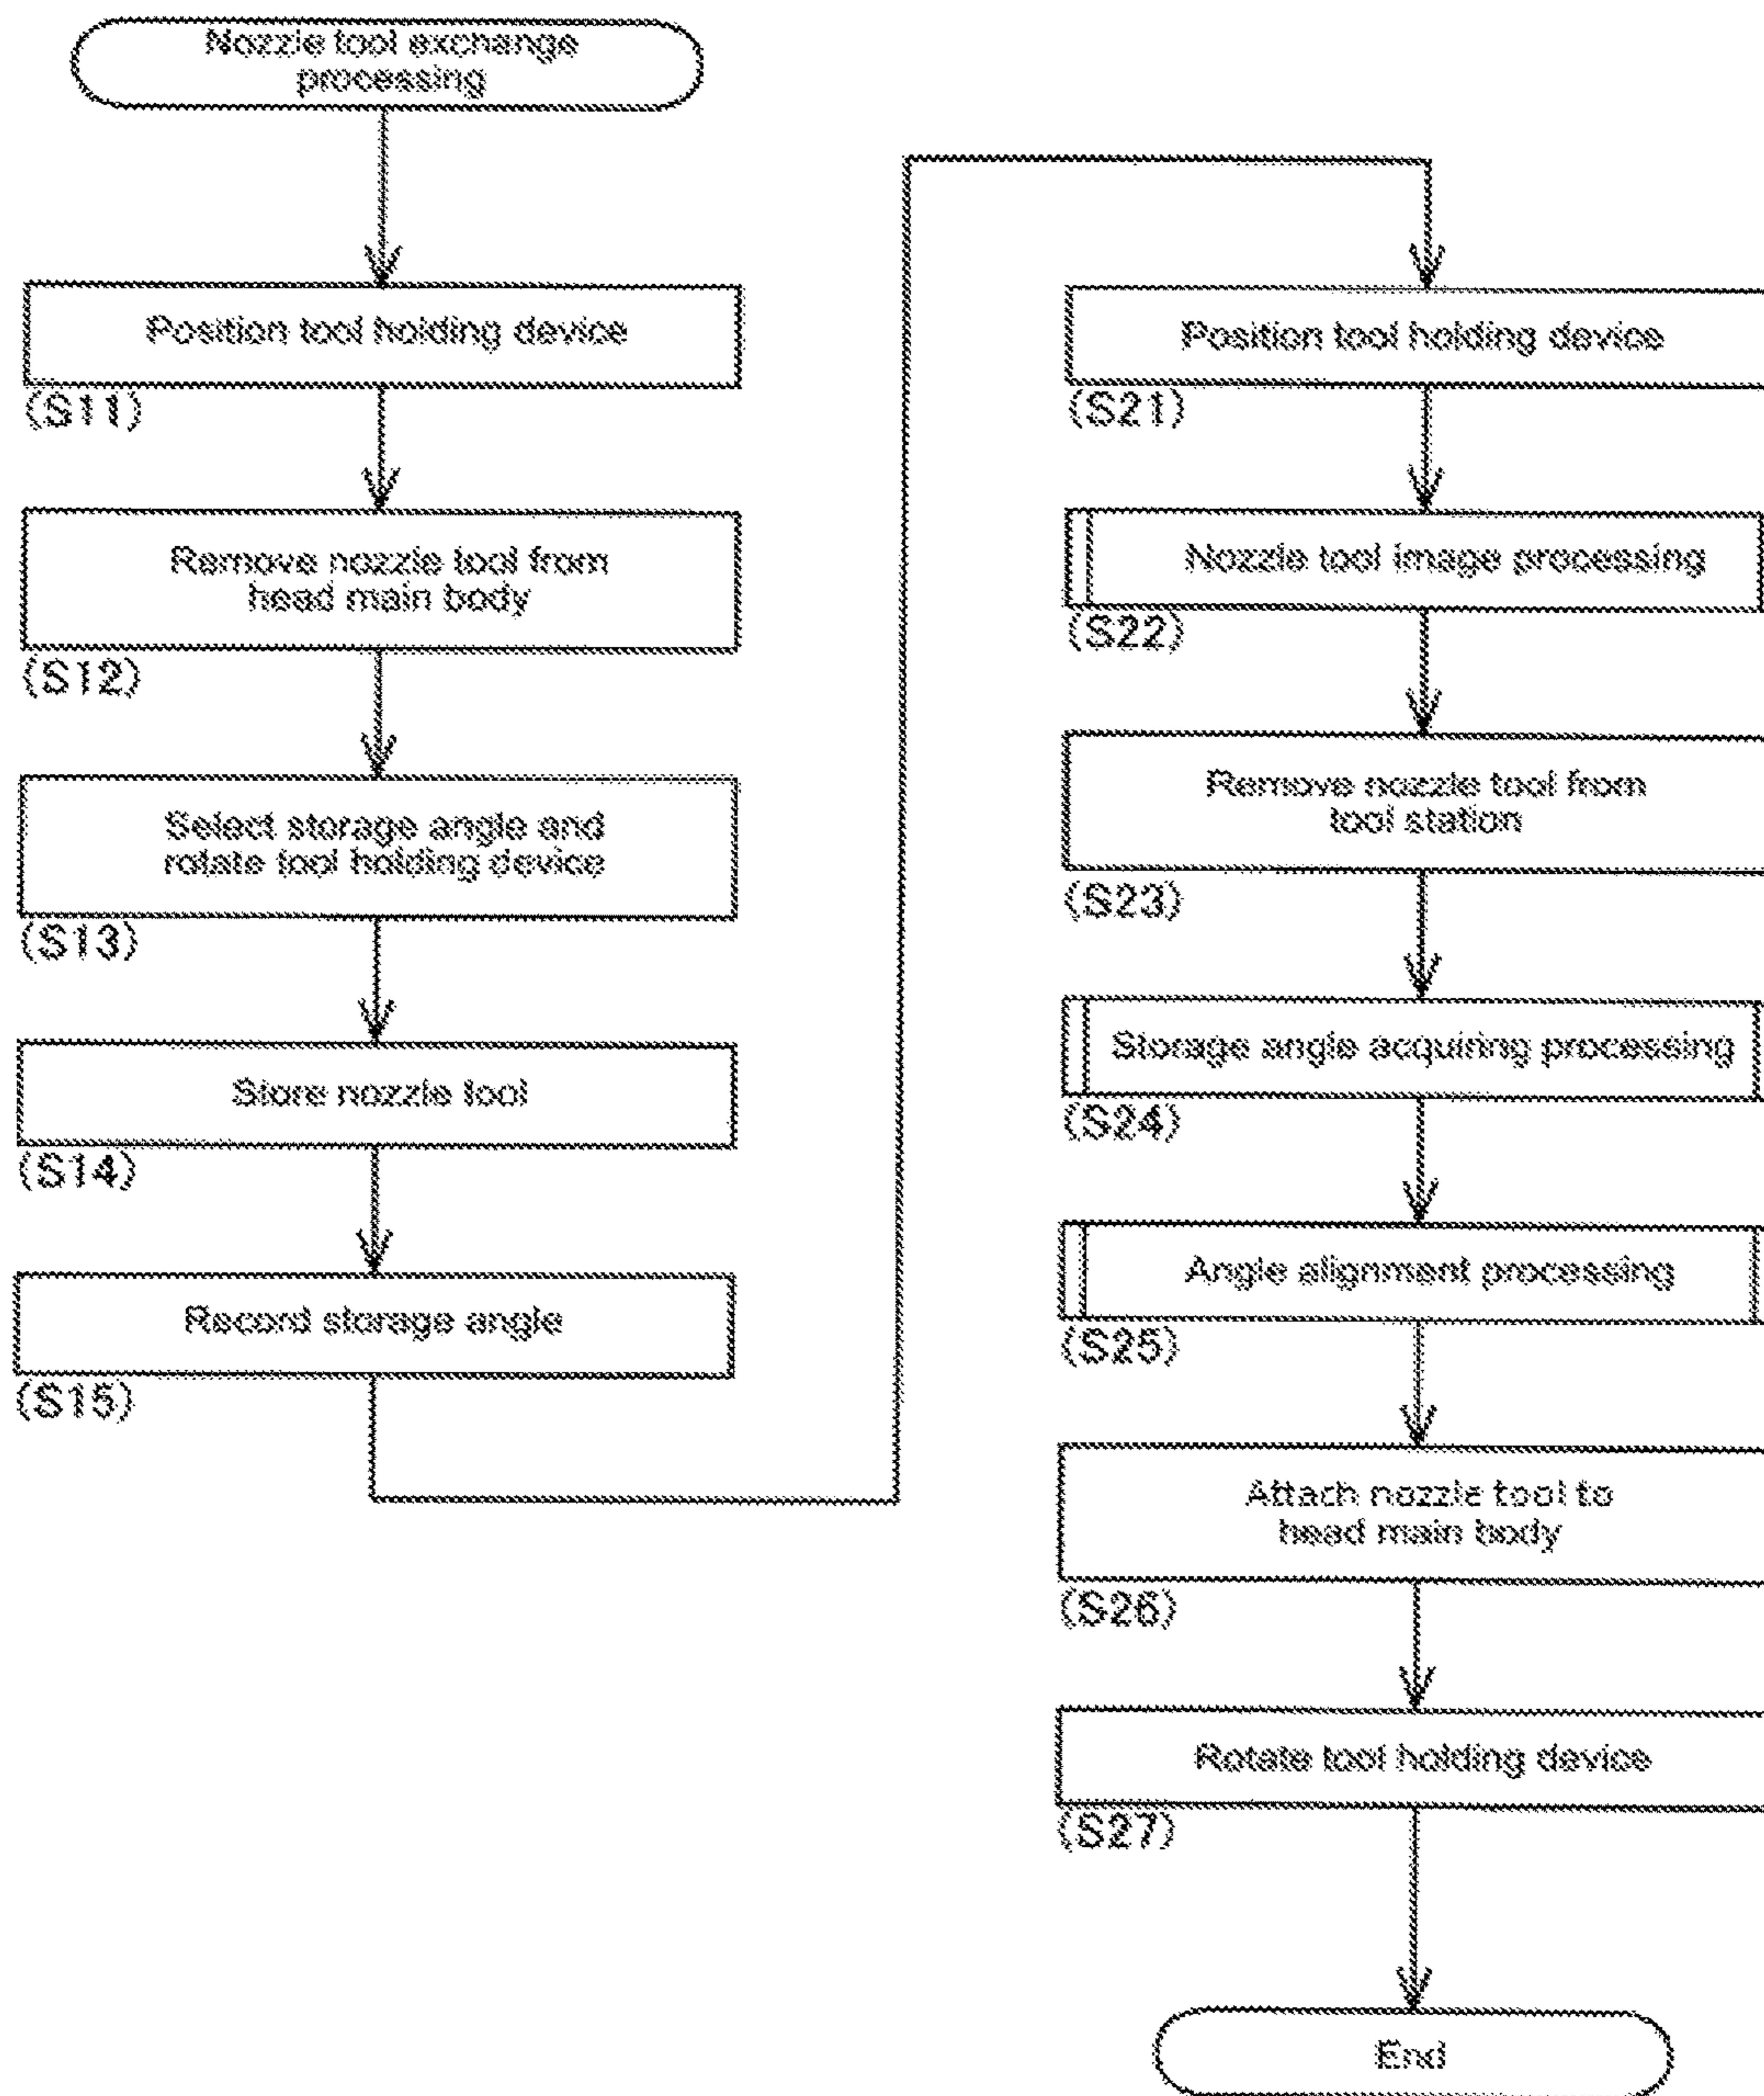 Nozzle tool exchange
processing
Position tool holding device
(S11)
Remove nozzle tool from
head main body
(S12)
Select storage angle and
rotate tool holding device
(S13)
Store nozzle tool
(S14)
Record storage angle
(S15)
Position tool holding device
(S21)
Nozzle tool image processing
(S22)
Remove nozzle tool from
tool station
(S23)
Storage angle acquiring processing
(S24)
Angle alignment processing
(S25)
Attach nozzle tool to
head main body
(S26)
Rotate tool holding device
(S27)
End